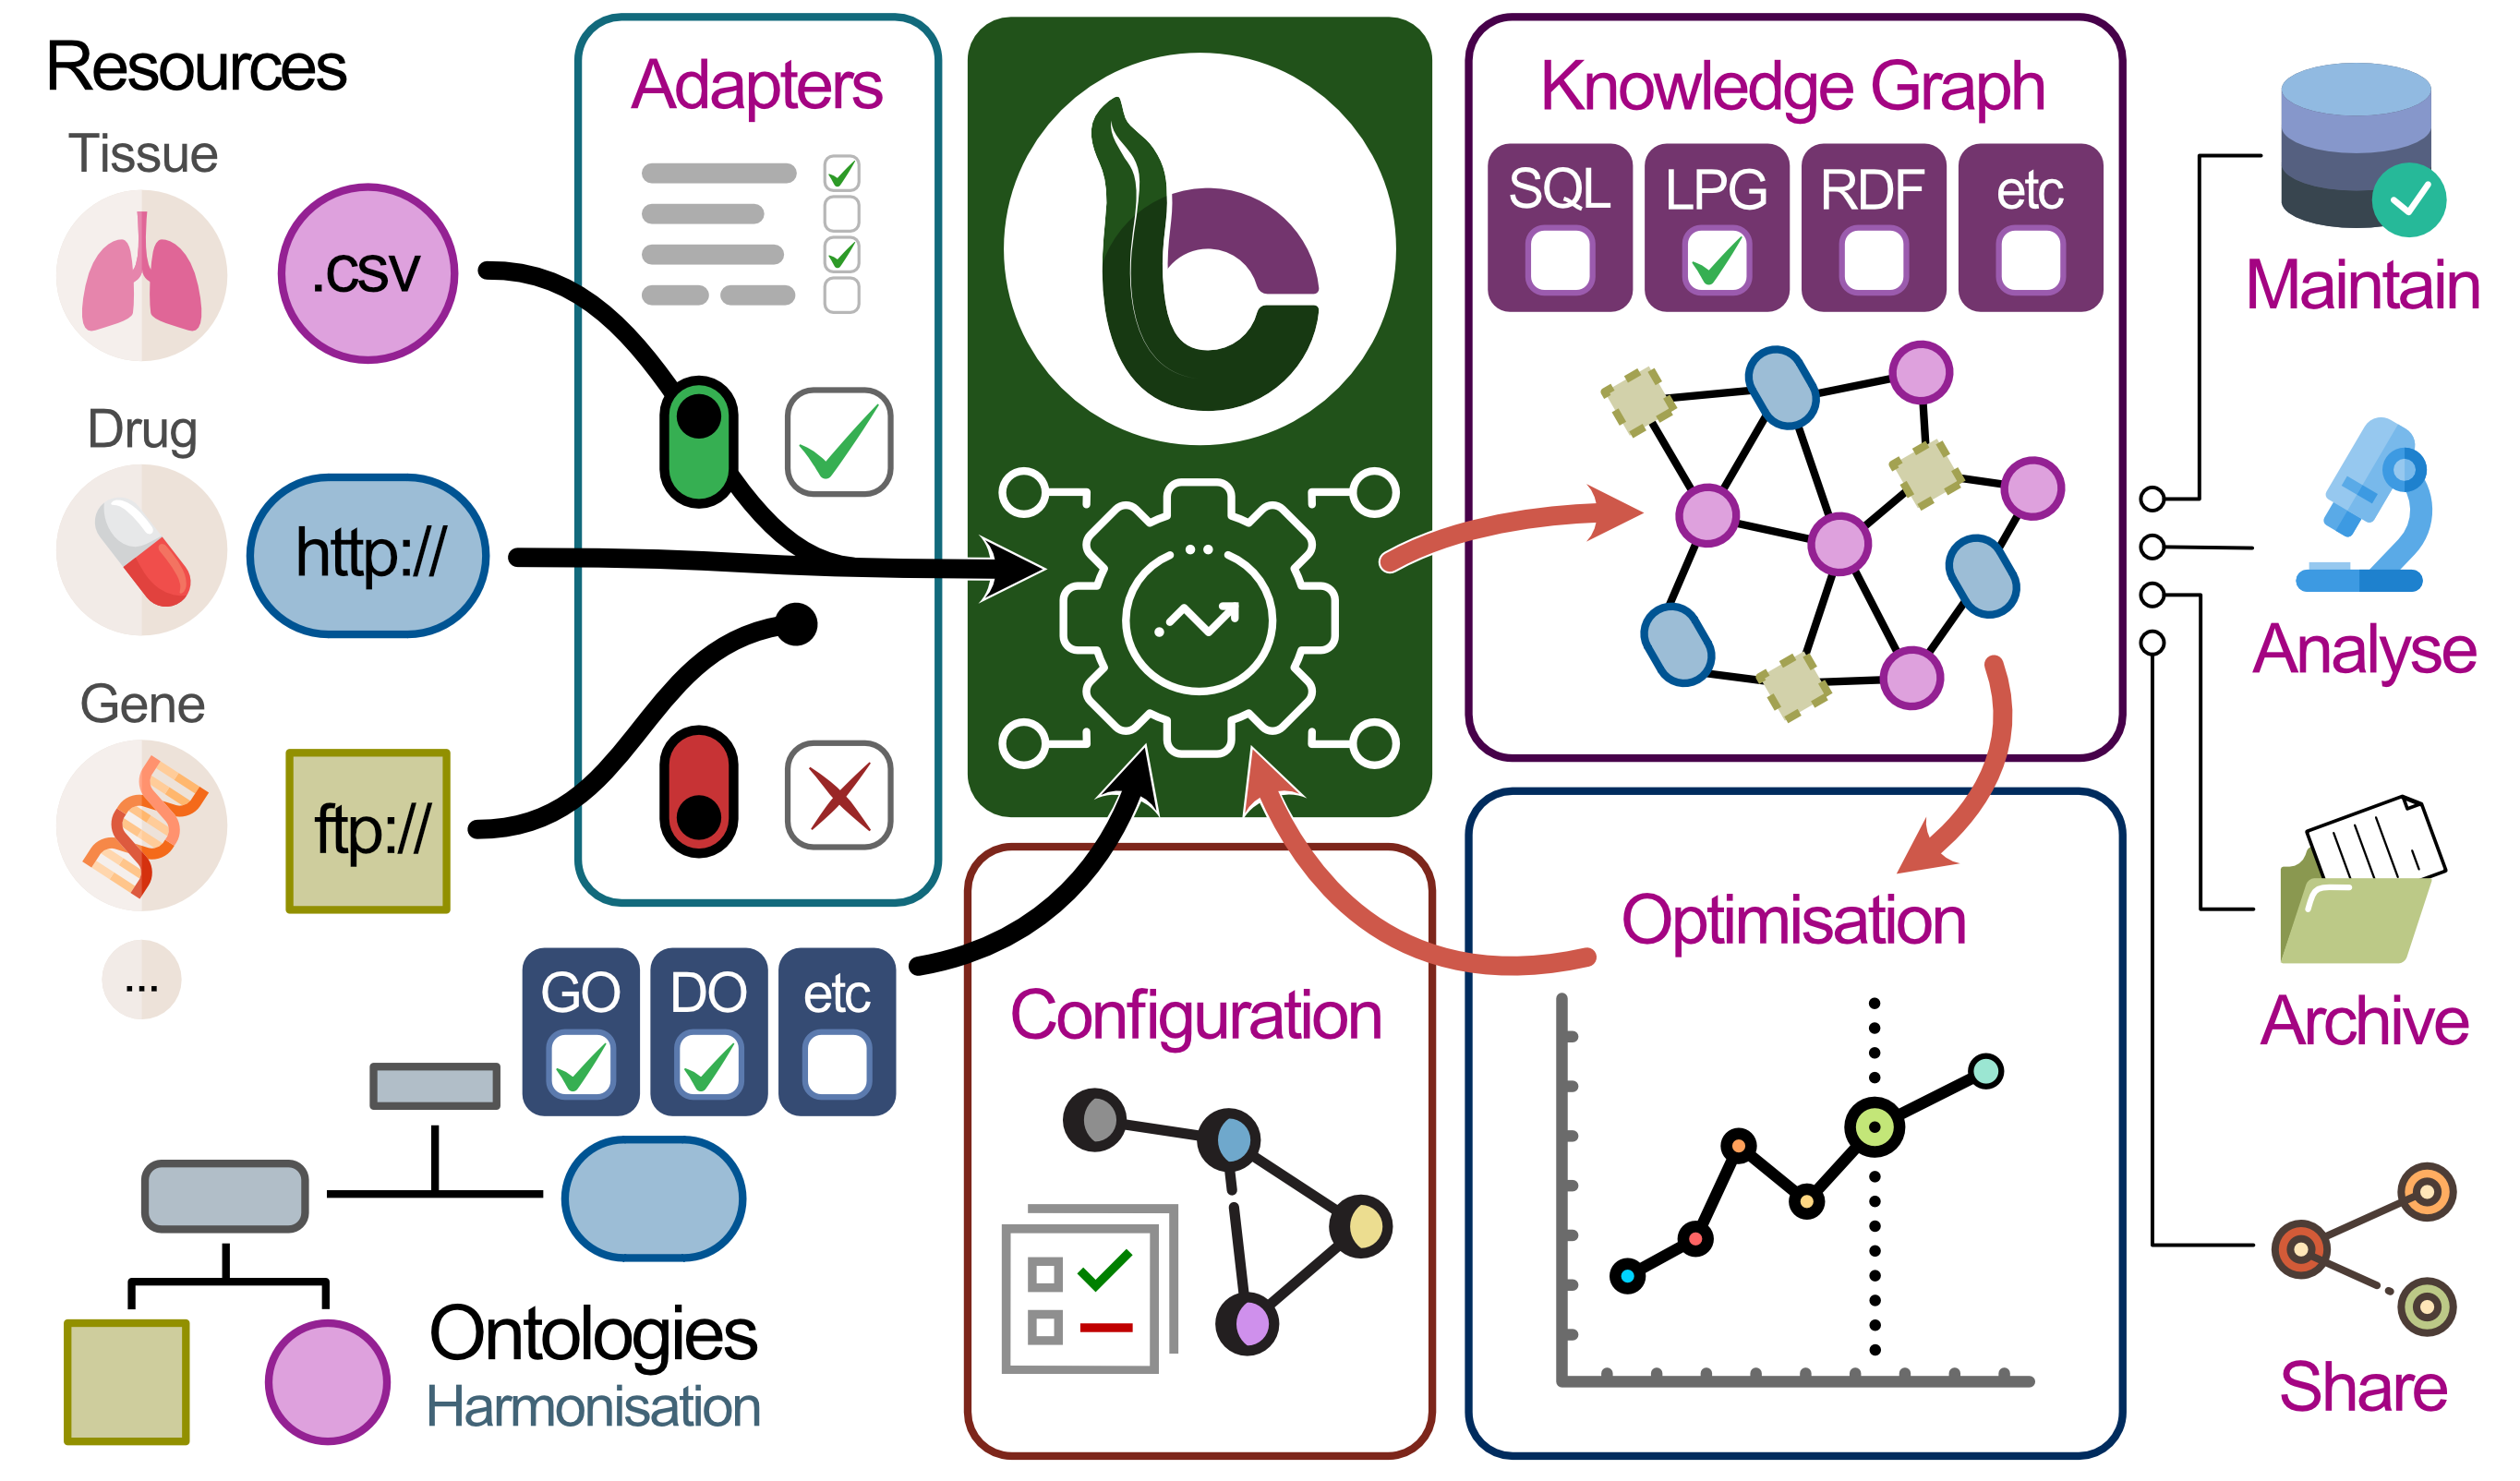 Resources
Tissue
.csv
Drug
http://
Gene
ftp://
...
Adapters
GO
DO
etc
Ontologies
Harmonisation
Configuration
Knowledge Graph
SQL
LPG
RDF
etc
Optimisation
Maintain
Analyse
Archive
Share